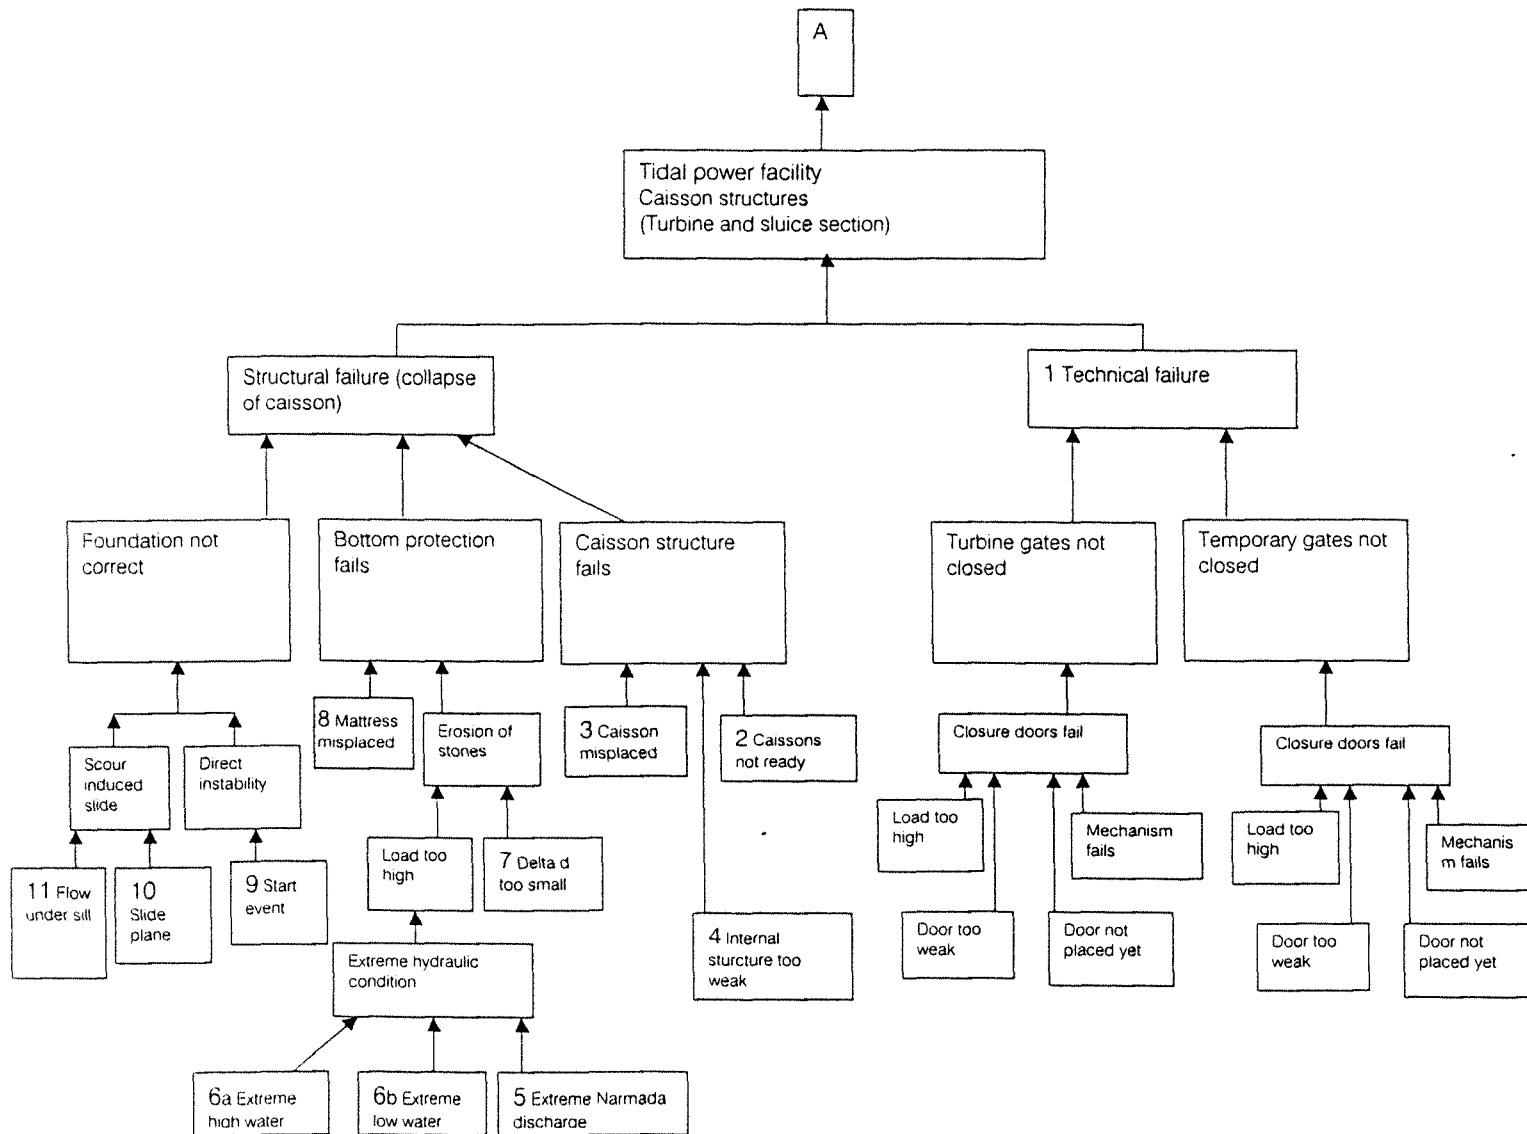 A
Tidal power facility
Caisson structures
(Turbine and sluice section)
Structural failure (collapse
of caisson)
1 Technical failure
Foundation not
correct
Bottom protection
fails
Caisson structure
fails
Turbine gates not
closed
Temporary gates not
closed
8 Mattress
misplaced
Erosion of
stones
3 Caisson
misplaced
2 Caissons
not ready
Closure doors fail
Closure doors fail
Scour
induced
slide
Direct
instability
Load too
high
7 Delta d
too small
Load too
high
Mechanism
fails
Load too
high
Mechanis
m fails
11 Flow
under sill
10
Slide
plane
9 Start
event
4 Internal
sturcture too
weak
Door too
weak
Door not
placed yet
Door too
weak
Door not
placed yet
Extreme hydraulic
condition
6a Extreme
high water
6b Extreme
low water
5 Extreme Narmada
discharge